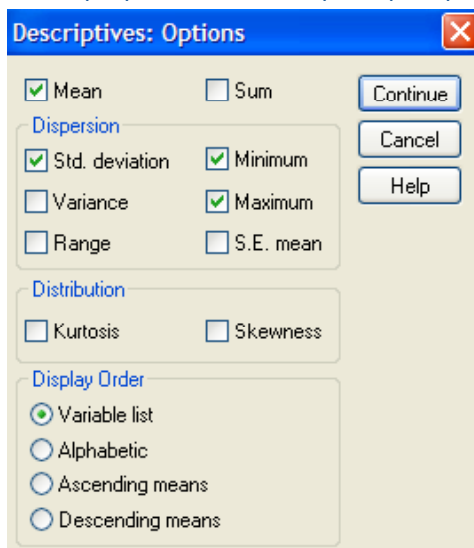 Descriptives: Options
Mean Sum Continue
Dispersion Cancel
Std. deviation Minimum
Help
Variance Maximum
Range S.E. mean
Distribution
Kurtosis Skewness
Display Order
Variable list
Alphabetic
Ascending means
Descending means